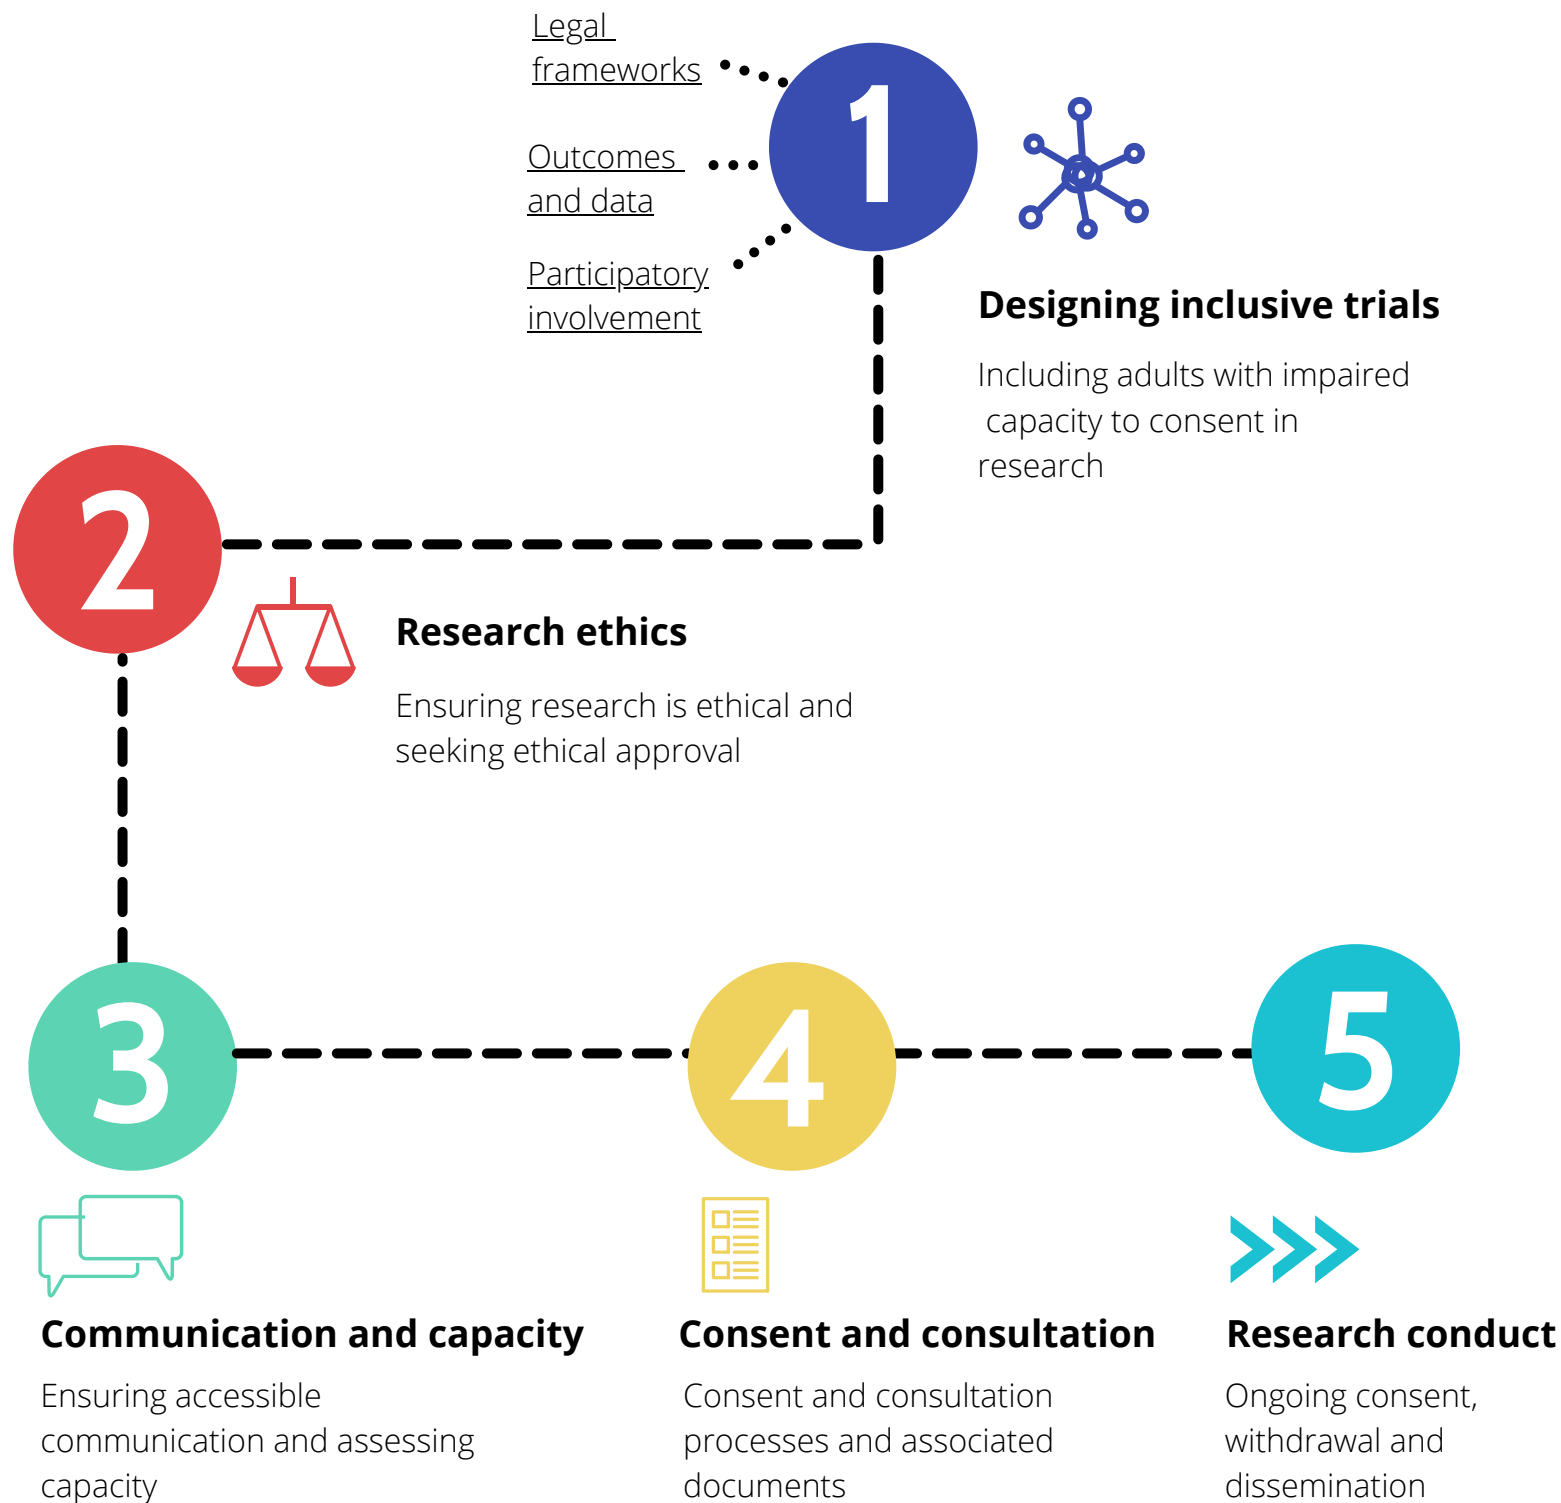 Legal
frameworks
Outcomes
and data
Participatory
involvement
1
Designing inclusive trials
Including adults with impaired
capacity to consent in
research
2
Research ethics
Ensuring research is ethical and
seeking ethical approval
3
Communication and capacity
Ensuring accessible
communication and assessing
capacity
4
Consent and consultation
Consent and consultation
processes and associated
documents
5
Research conduct
Ongoing consent,
withdrawal and
dissemination